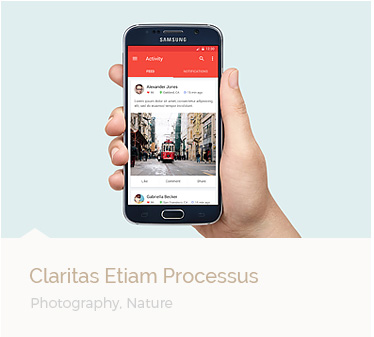 SAMSUNG
Activity
FEED
NOTIFICATIONS
Alexander Jones
Like
Comment
Share
Gabriella Becker
Claritas Etiam Processus
Photography, Nature